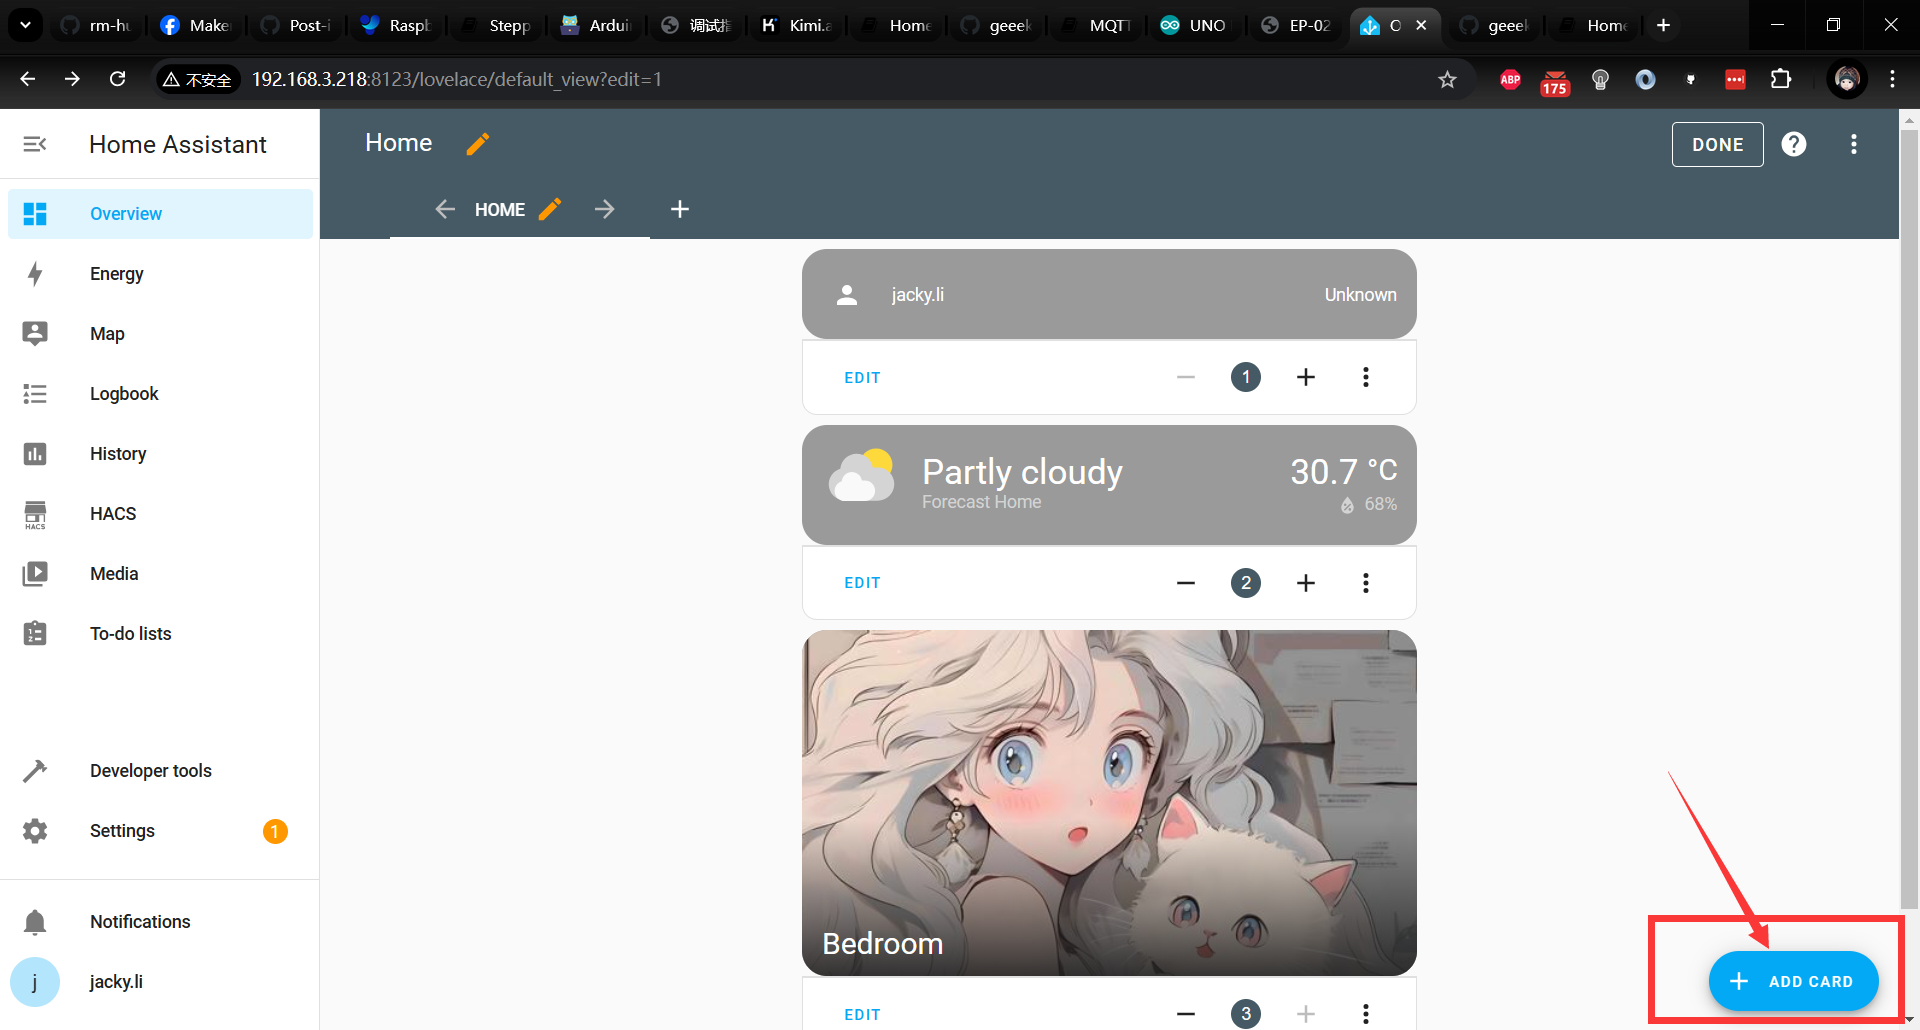 rm-hu
Maker
Post-i
Raspb
Stepp
Ardui
调试指
Kimi.a
Home
geeek
MQTT
UNO
EP-02
O
geeek
Home
不安全
192.168.3.218:8123/lovelace/default_view?edit=1
ABP
175
Home Assistant
Home
DONE
HOME
Overview
Energy
Map
Logbook
History
HACS
HACS
Media
To-do lists
Developer tools
Settings
1
Notifications
j
jacky.li
jacky.li
Unknown
EDIT
1
Partly cloudy
30.7 °C
Forecast Home
68%
EDIT
2
Bedroom
EDIT
3
ADD CARD